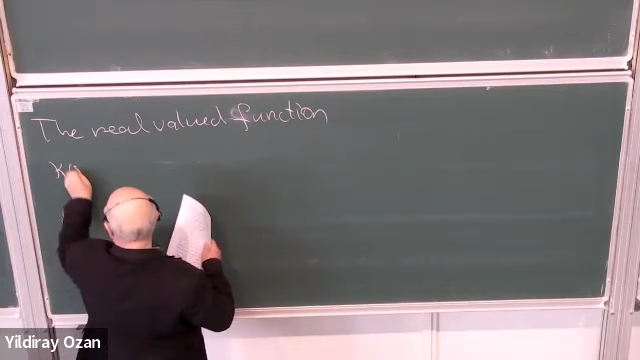 The real valued function
K
Yildiray Ozan